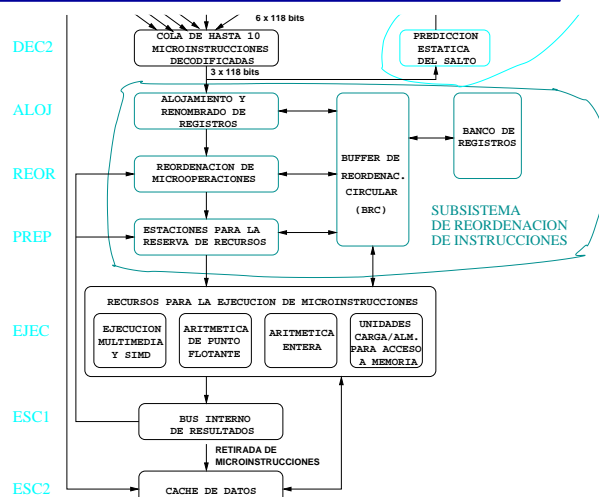 6 x 118 bits
DEC2
COLA DE HASTA 10
MICROINSTRUCCIONES
DECODIFICADAS
PREDICCION
ESTATICA
DEL SALTO
3 x 118 bits
ALOJ
ALOJAMIENTO Y
RENOMBRADO DE
REGISTROS
BUFFER DE
REORDENAC.
CIRCULAR
(BRC)
BANCO DE
REGISTROS
REOR
REORDENACION DE
MICROOPERACIONES
PREP
ESTACIONES PARA LA
RESERVA DE RECURSOS
SUBSISTEMA
DE REORDENACION
DE INSTRUCCIONES
RECURSOS PARA LA EJECUCION DE MICROINSTRUCCIONES
EJEC
EJECUCION
MULTIMEDIA
Y SIMD
ARITMETICA
DE PUNTO
FLOTANTE
ARITMETICA
ENTERA
UNIDADES
CARGA/ALM.
PARA ACCESO
A MEMORIA
ESC1
BUS INTERNO
DE RESULTADOS
RETIRADA DE
MICROINSTRUCCIONES
ESC2
CACHE DE DATOS